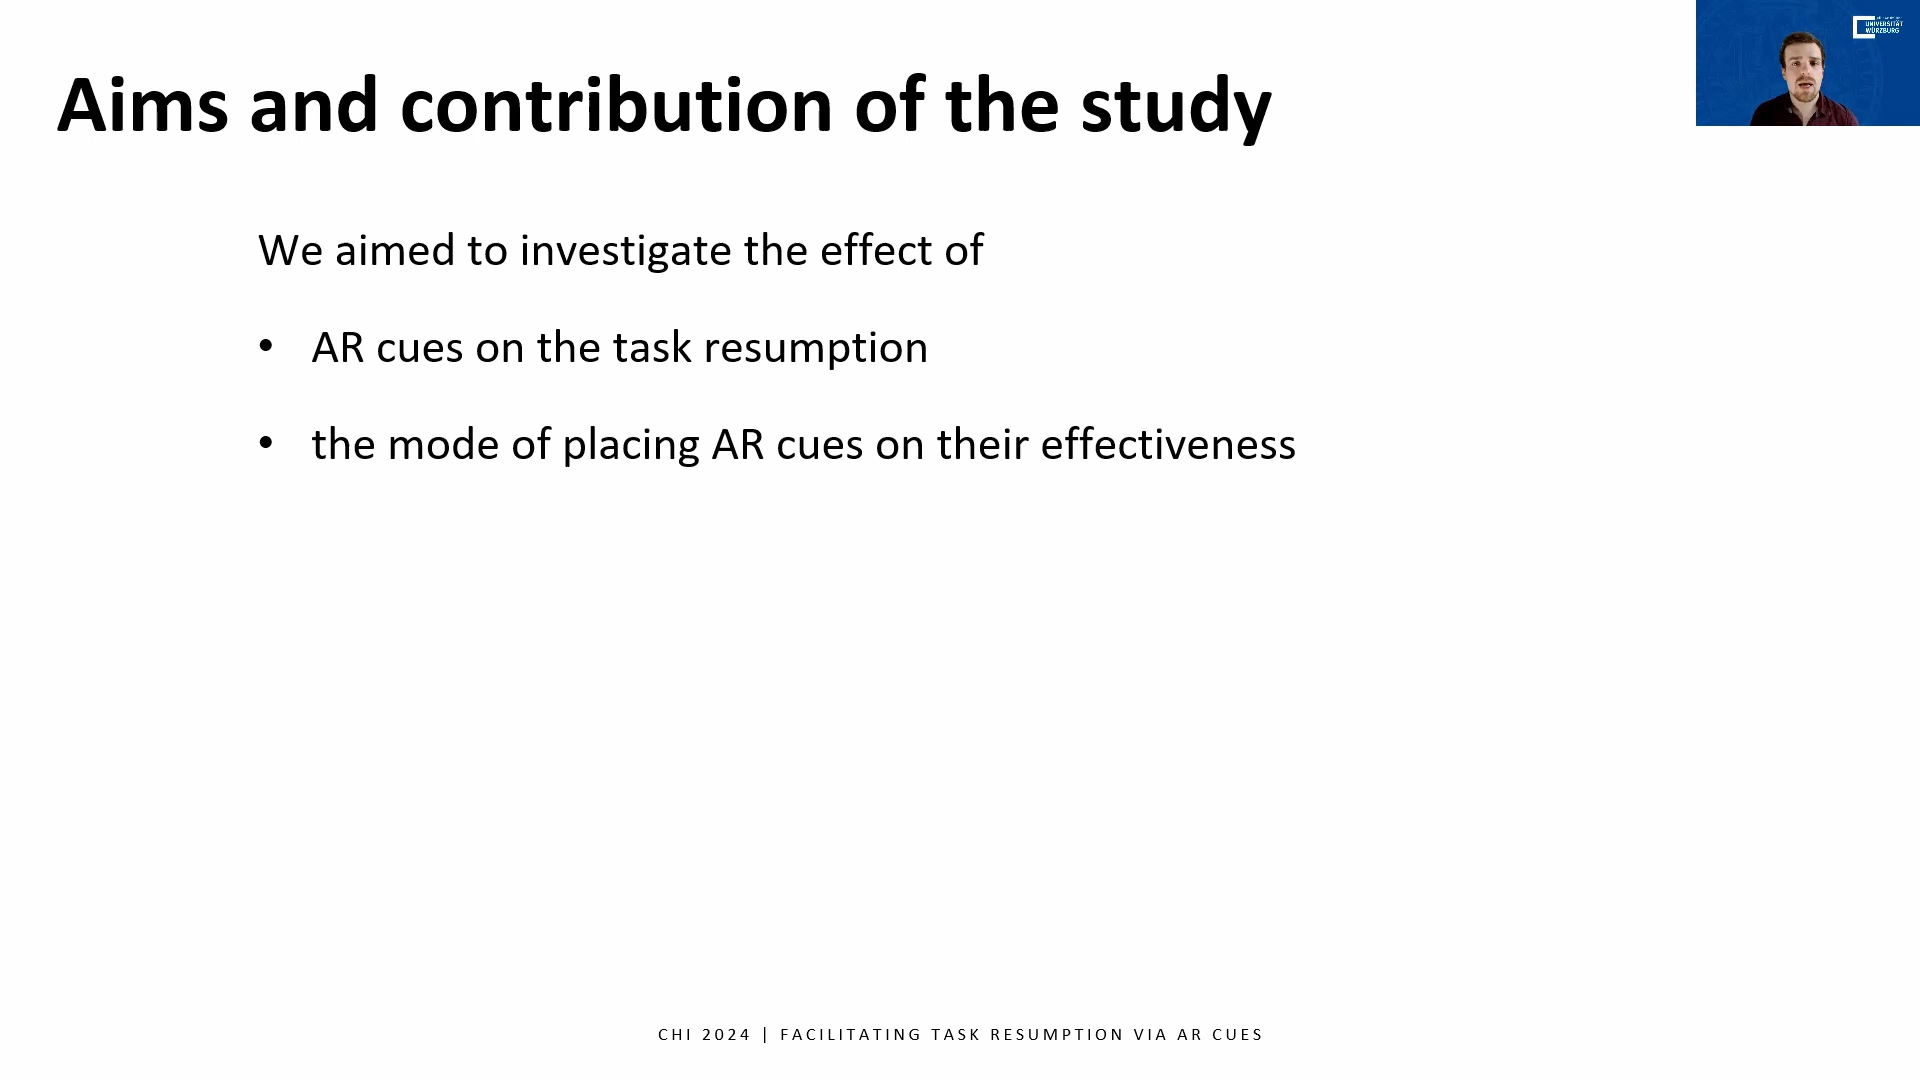 Aims and contribution of the study
UNIVERSITÄT
WÜRZBURG
We aimed to investigate the effect of
• AR cues on the task resumption
• the mode of placing AR cues on their effectiveness
CHI 2024 | FACILITATING TASK RESUMPTION VIA AR CUES